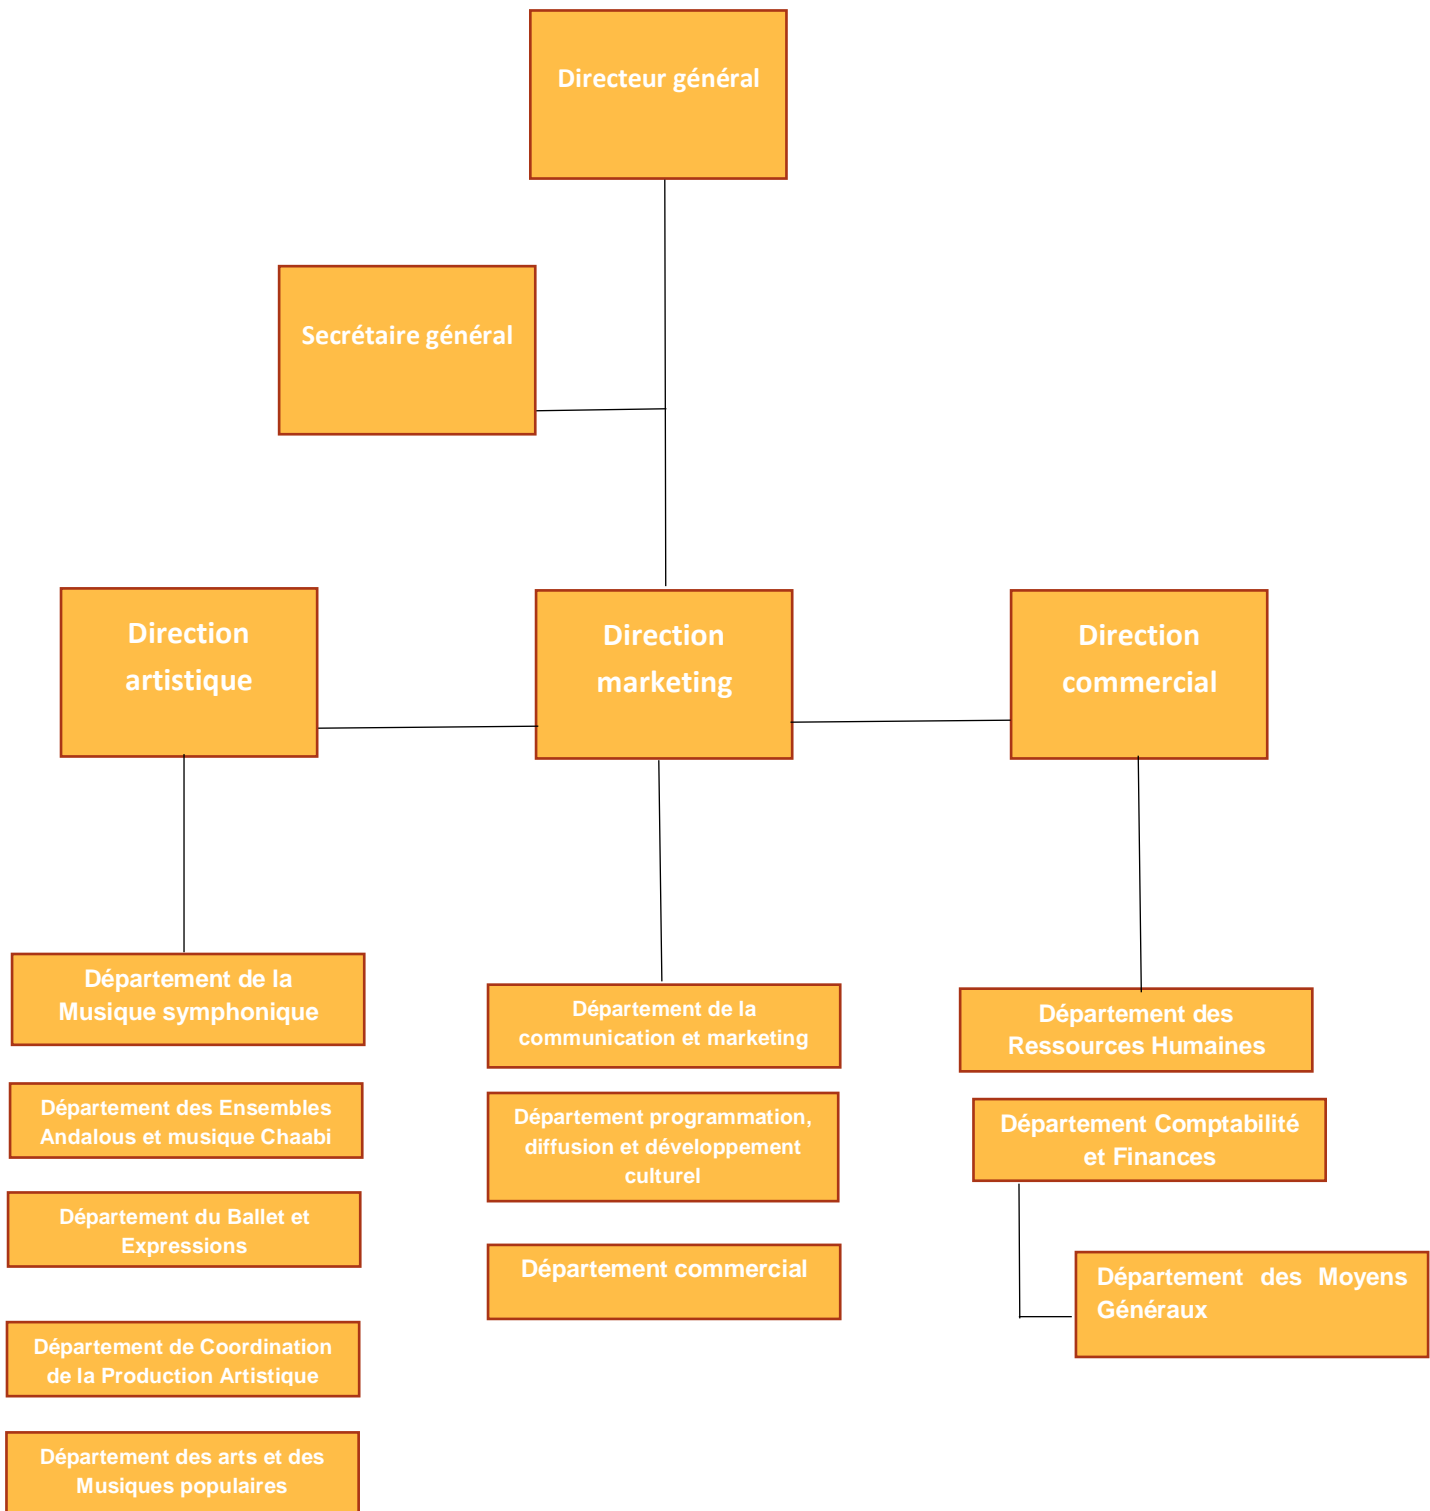 Directeur général
Secrétaire général
Direction
artistique
Direction
marketing
Direction
commercial
Département de la
Musique symphonique
Département des Ensembles
Andalous et musique Chaabi
Département du Ballet et
Expressions
Département de Coordination
de la Production Artistique
Département des arts et des
Musiques populaires
Département de la
communication et marketing
Département programmation,
diffusion et développement
culturel
Département commercial
Département des
Ressources Humaines
Département Comptabilité
et Finances
Département des Moyens
Généraux